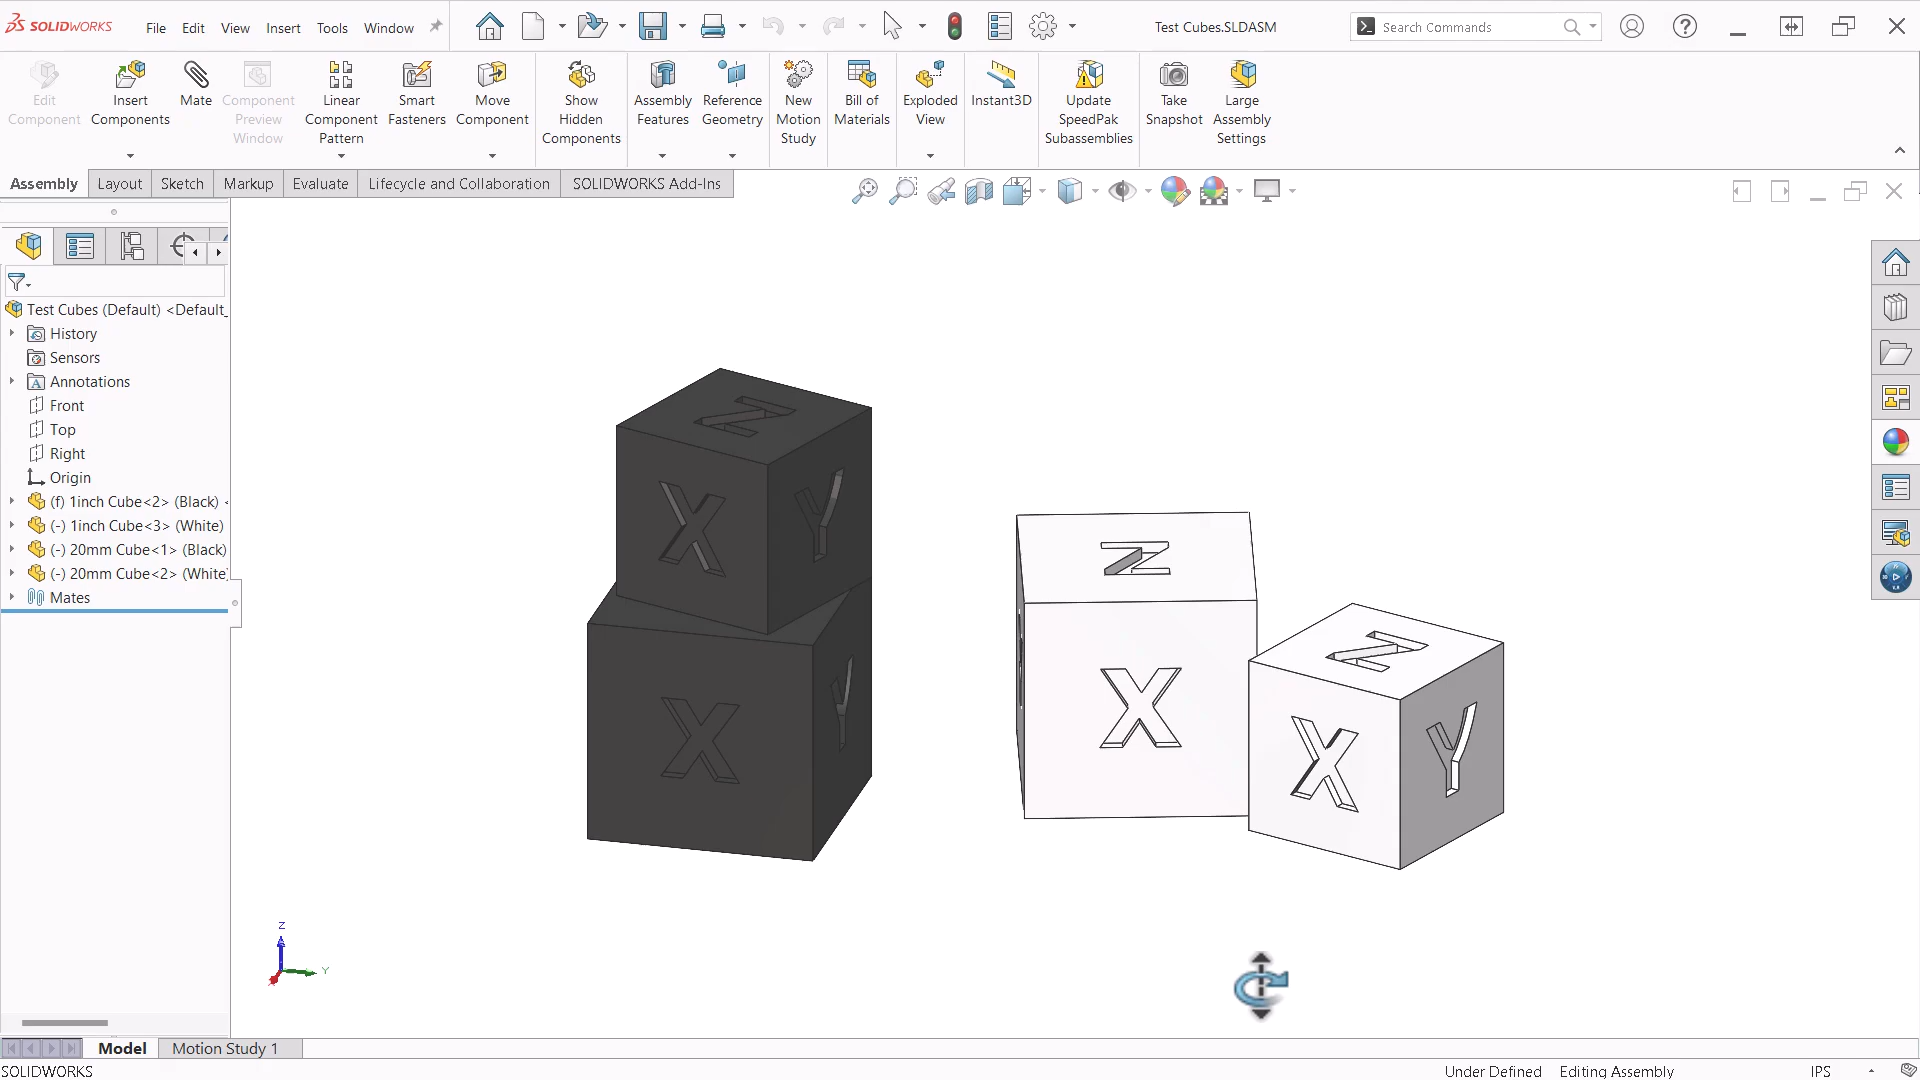 SOLIDWORKS File Edit View Insert Tools Window Test Cubes.SLDASM Search Commands
Edit Component
Insert Components
Mate
Component Preview Window
Linear Component Pattern
Smart Fasteners
Move Component
Show Hidden Components
Assembly Features
Reference Geometry
New Motion Study
Bill of Materials
Exploded View
Instant3D
Update SpeedPak Subassemblies
Take Snapshot
Large Assembly Settings
Assembly Layout Sketch Markup Evaluate Lifecycle and Collaboration SOLIDWORKS Add-Ins
Test Cubes (Default) <Default_
History
Sensors
Annotations
Front
Top
Right
Origin
(f) 1inch Cube<2> (Black) <
(-) 1inch Cube<3> (White)
(-) 20mm Cube<1> (Black)
(-) 20mm Cube<2> (White)
Mates
Z
X Y
X Y
Z
X
Z
X Y
Z
Y
Model Motion Study 1
SOLIDWORKS Under Defined Editing Assembly IPS